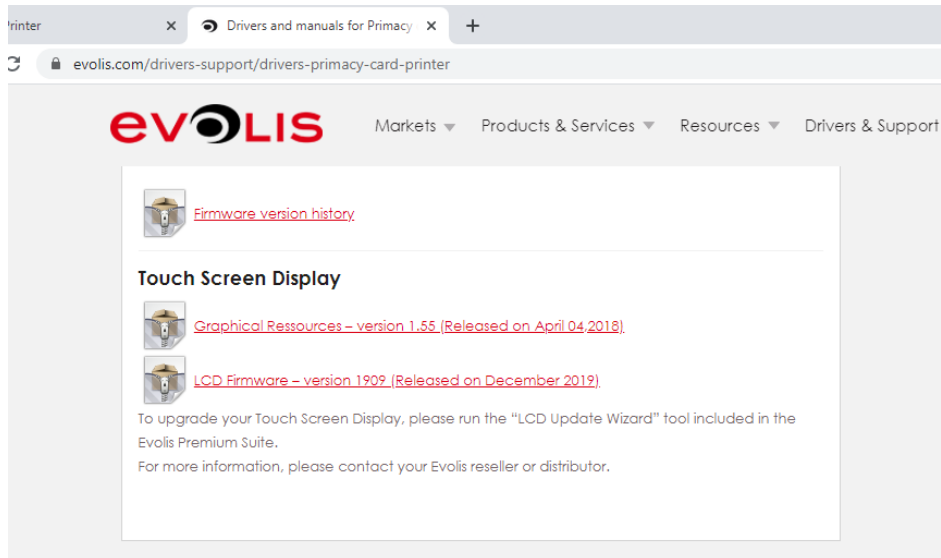 Printer
Drivers and manuals for Primacy
evolis.com/drivers-support/drivers-primacy-card-printer
evOLIS Markets Products & Services Resources Drivers & Support
Firmware version history
Touch Screen Display
Graphical Ressources – version 1.55 (Released on April 04,2018)
LCD Firmware – version 1909 (Released on December 2019)
To upgrade your Touch Screen Display, please run the “LCD Update Wizard” tool included in the
Evolis Premium Suite.
For more information, please contact your Evolis reseller or distributor.